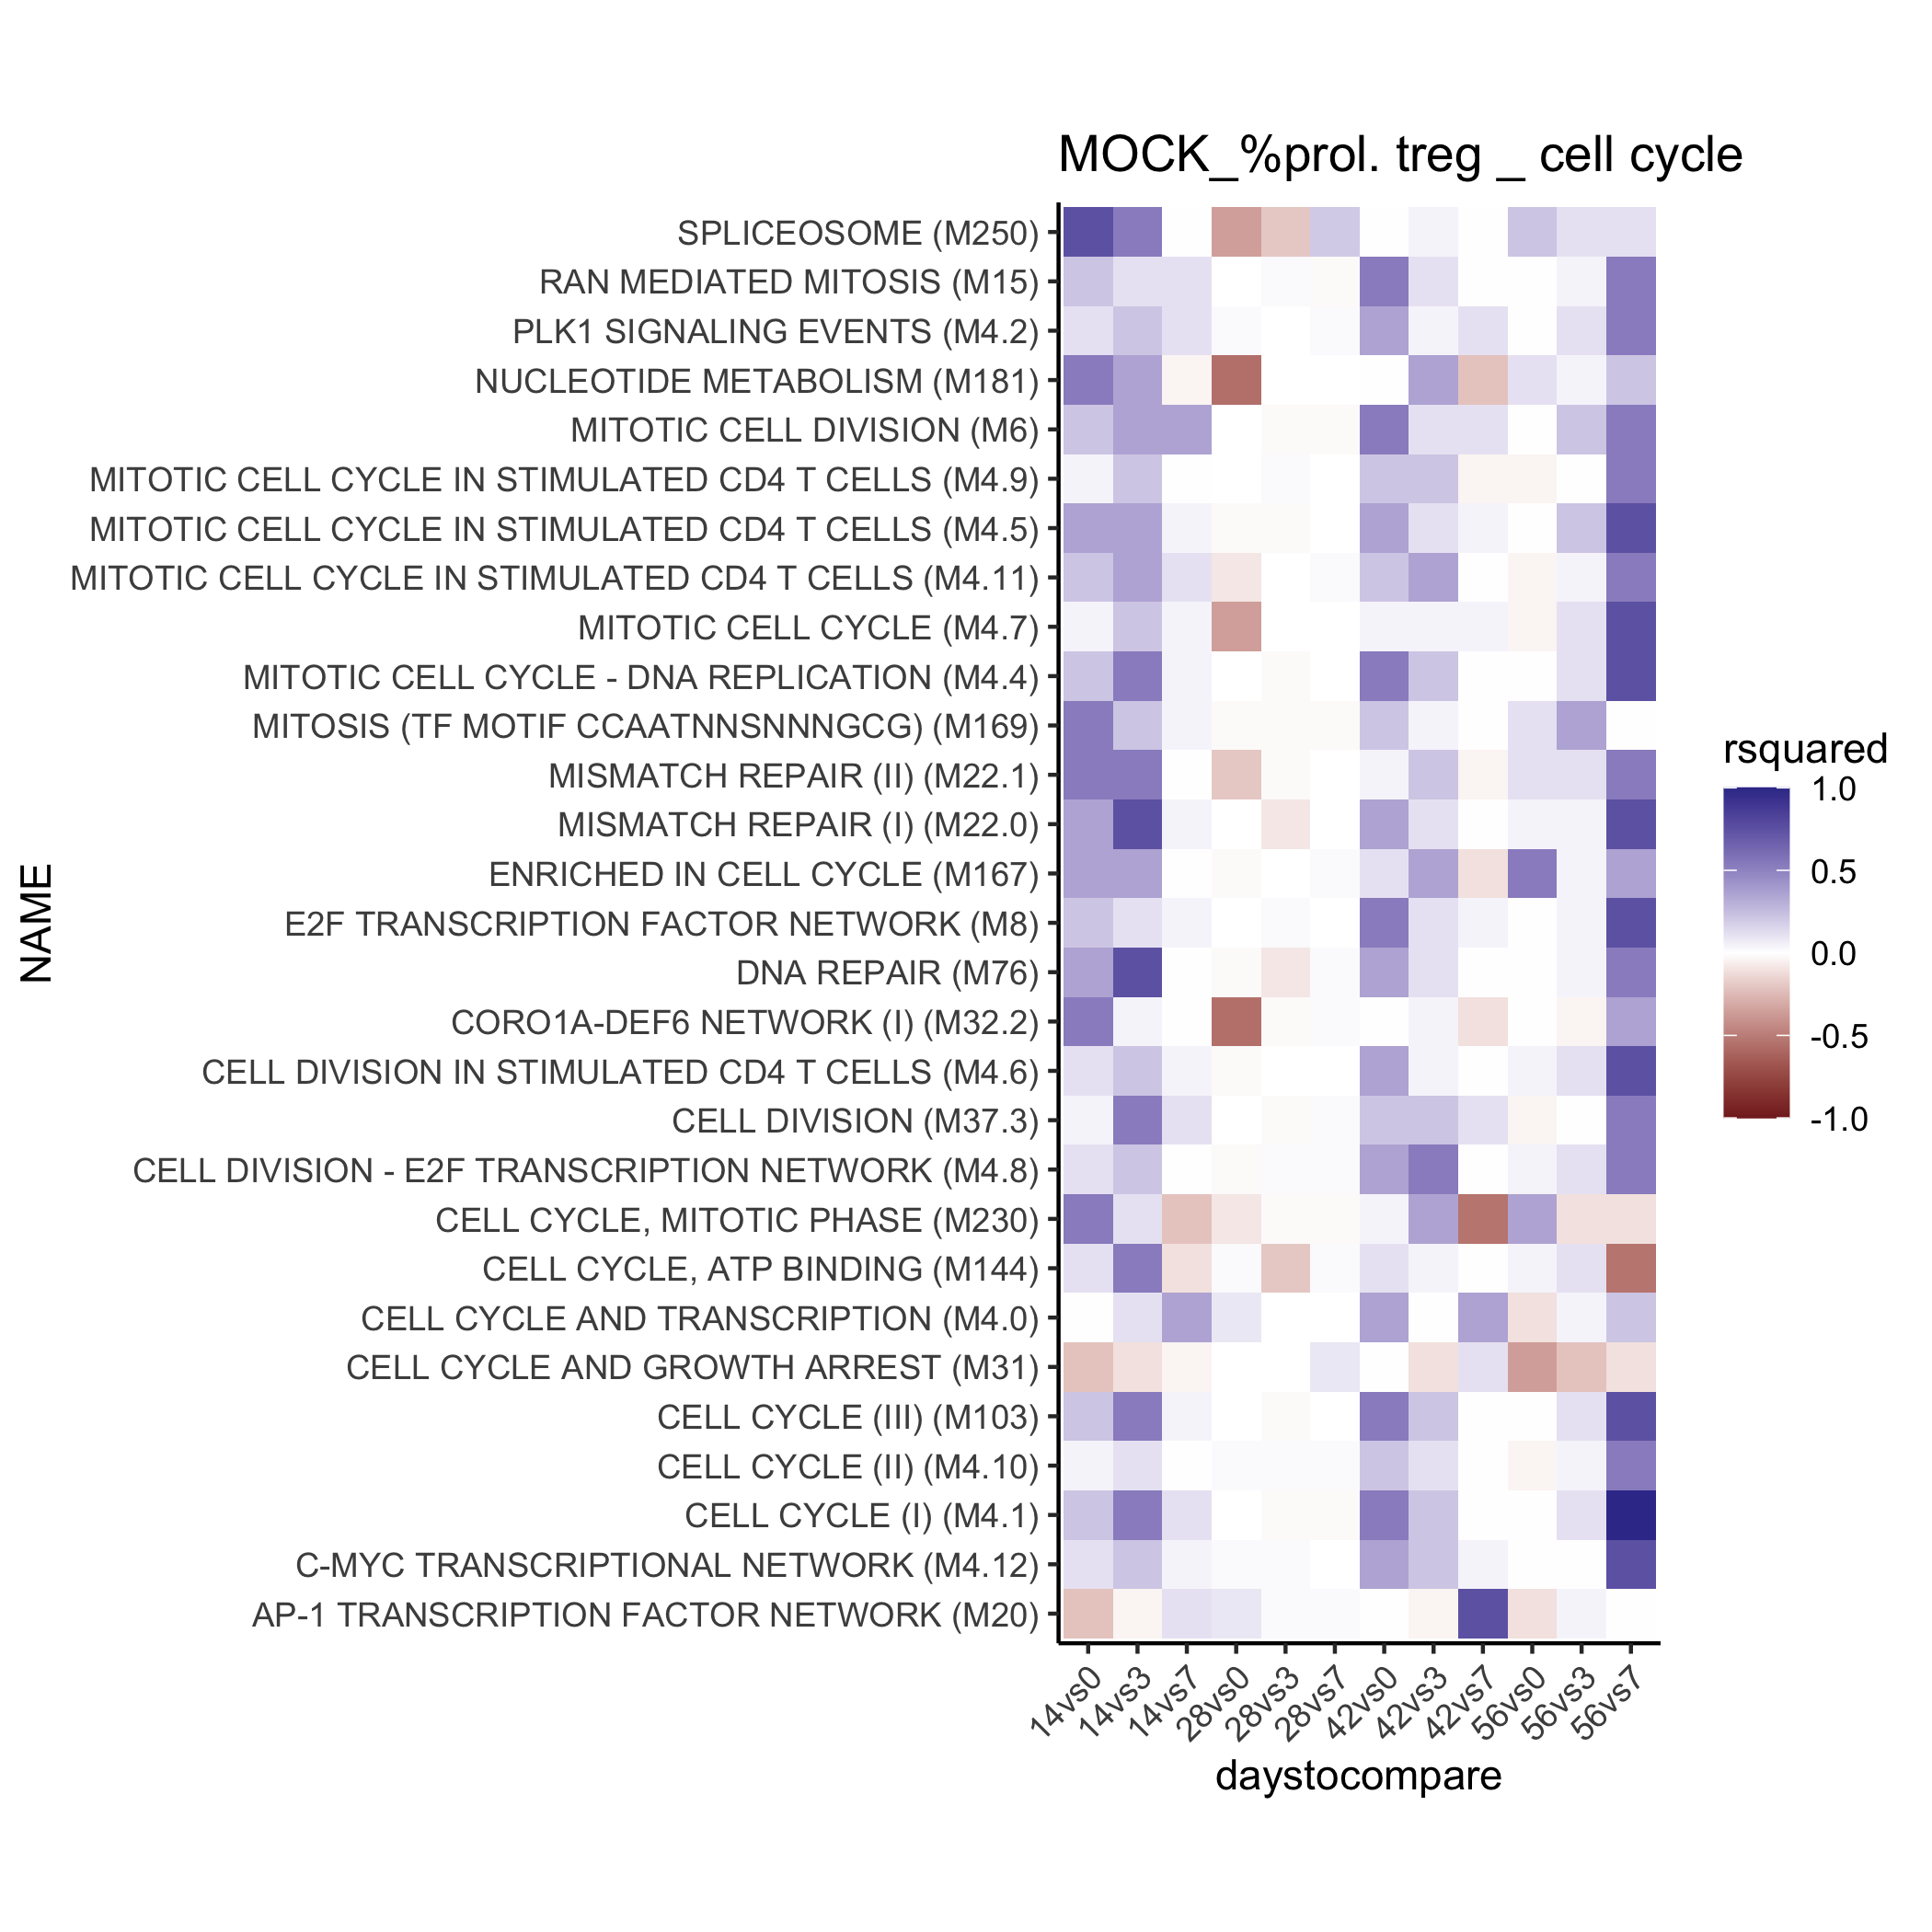 MOCK_%prol. treg _ cell cycle
SPLICEOSOME (M250)
RAN MEDIATED MITOSIS (M15)
PLK1 SIGNALING EVENTS (M4.2)
NUCLEOTIDE METABOLISM (M181)
MITOTIC CELL DIVISION (M6)
MITOTIC CELL CYCLE IN STIMULATED CD4 T CELLS (M4.9)
MITOTIC CELL CYCLE IN STIMULATED CD4 T CELLS (M4.5)
MITOTIC CELL CYCLE IN STIMULATED CD4 T CELLS (M4.11)
MITOTIC CELL CYCLE (M4.7)
MITOTIC CELL CYCLE - DNA REPLICATION (M4.4)
MITOSIS (TF MOTIF CCAATNNSNNNGCG) (M169)
MISMATCH REPAIR (II) (M22.1)
MISMATCH REPAIR (I) (M22.0)
ENRICHED IN CELL CYCLE (M167)
E2F TRANSCRIPTION FACTOR NETWORK (M8)
DNA REPAIR (M76)
CORO1A-DEF6 NETWORK (I) (M32.2)
CELL DIVISION IN STIMULATED CD4 T CELLS (M4.6)
CELL DIVISION (M37.3)
CELL DIVISION - E2F TRANSCRIPTION NETWORK (M4.8)
CELL CYCLE, MITOTIC PHASE (M230)
CELL CYCLE, ATP BINDING (M144)
CELL CYCLE AND TRANSCRIPTION (M4.0)
CELL CYCLE AND GROWTH ARREST (M31)
CELL CYCLE (III) (M103)
CELL CYCLE (II) (M4.10)
CELL CYCLE (I) (M4.1)
C-MYC TRANSCRIPTIONAL NETWORK (M4.12)
AP-1 TRANSCRIPTION FACTOR NETWORK (M20)
NAME
14vs0
14vs3
14vs7
28vs0
28vs3
28vs7
42vs0
42vs3
42vs7
56vs0
56vs3
56vs7
daystocompare
rsquared
1.0
0.5
0.0
-0.5
-1.0